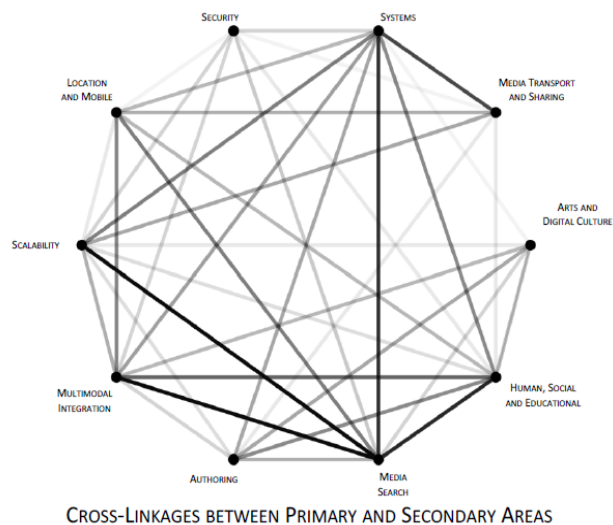 SECURITY
SYSTEMS
LOCATION
AND MOBILE
MEDIA TRANSPORT
AND SHARING
ARTS AND
DIGITAL CULTURE
SCALABILITY
MULTIMODAL
INTEGRATION
HUMAN, SOCIAL
AND EDUCATIONAL
AUTHORING
MEDIA
SEARCH
CROSS-LINKAGES BETWEEN PRIMARY AND SECONDARY AREAS